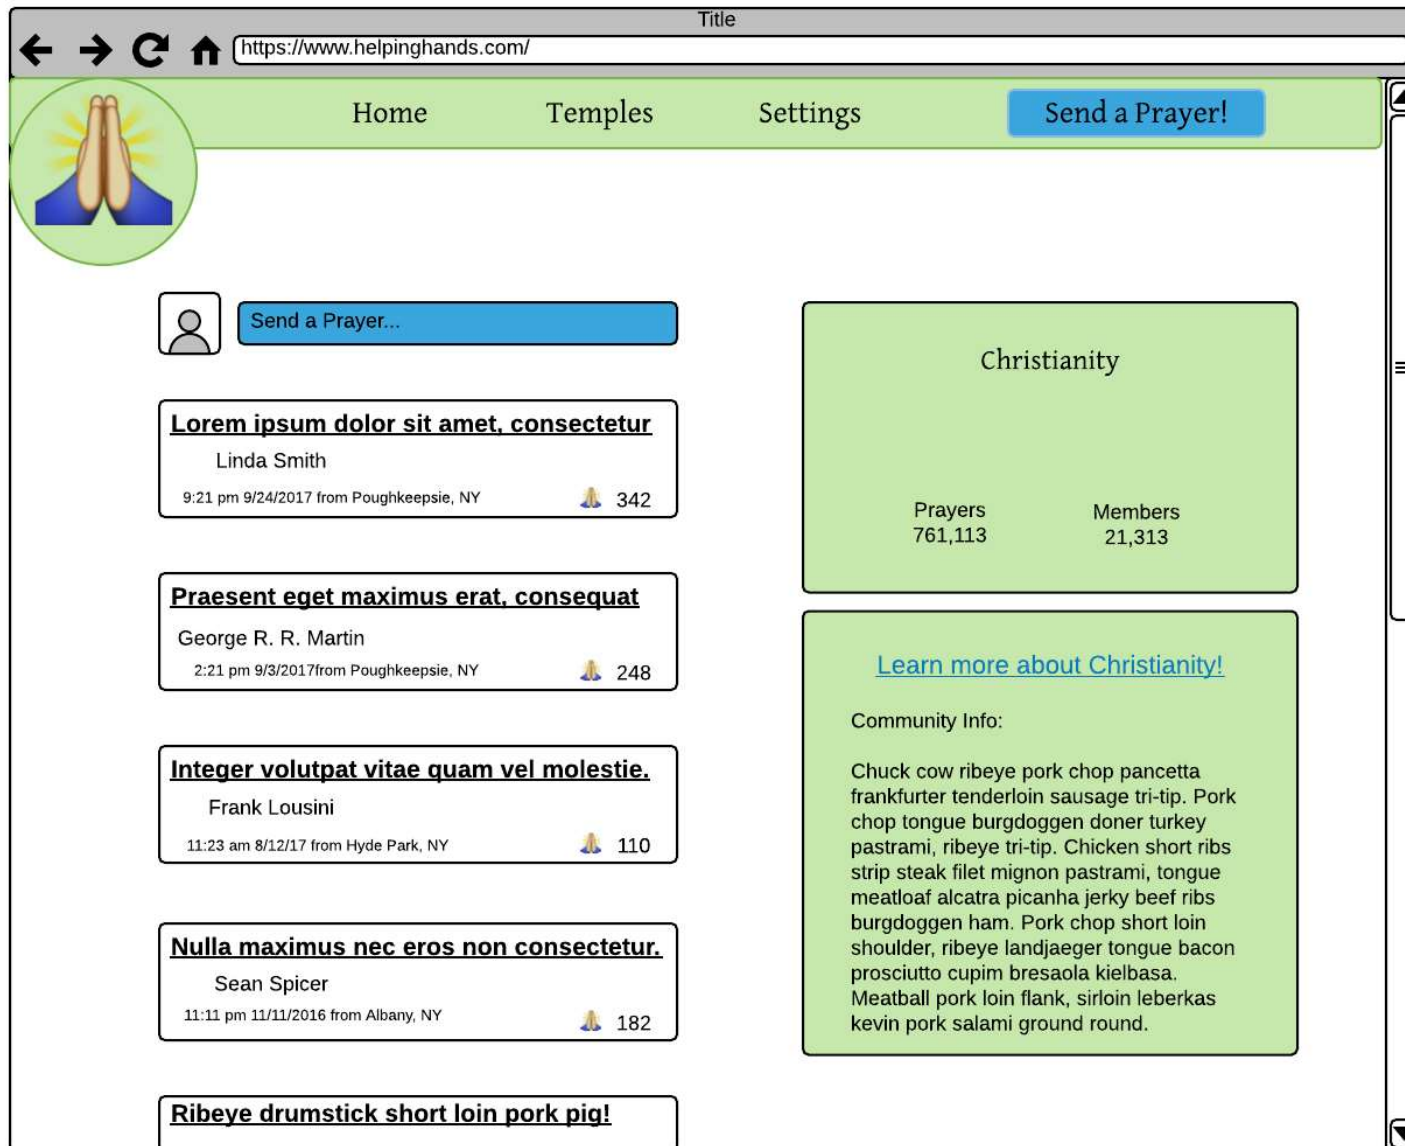 Title
https://www.helpinghands.com/
Home Temples Settings Send a Prayer!
Send a Prayer...
Lorem ipsum dolor sit amet, consectetur
Linda Smith
9:21 pm 9/24/2017 from Poughkeepsie, NY 342
Praesent eget maximus erat, consequat
George R. R. Martin
2:21 pm 9/3/2017from Poughkeepsie, NY 248
Integer volutpat vitae quam vel molestie.
Frank Lousini
11:23 am 8/12/17 from Hyde Park, NY 110
Nulla maximus nec eros non consectetur.
Sean Spicer
11:11 pm 11/11/2016 from Albany, NY 182
Ribeye drumstick short loin pork pig!
Christianity
Prayers Members
761,113 21,313
Learn more about Christianity!
Community Info:
Chuck cow ribeye pork chop pancetta
frankfurter tenderloin sausage tri-tip. Pork
chop tongue burgdoggen doner turkey
pastrami, ribeye tri-tip. Chicken short ribs
strip steak filet mignon pastrami, tongue
meatloaf alcatra picanha jerky beef ribs
burgdoggen ham. Pork chop short loin
shoulder, ribeye landjaeger tongue bacon
prosciutto cupim bresaola kielbasa.
Meatball pork loin flank, sirloin leberkas
kevin pork salami ground round.